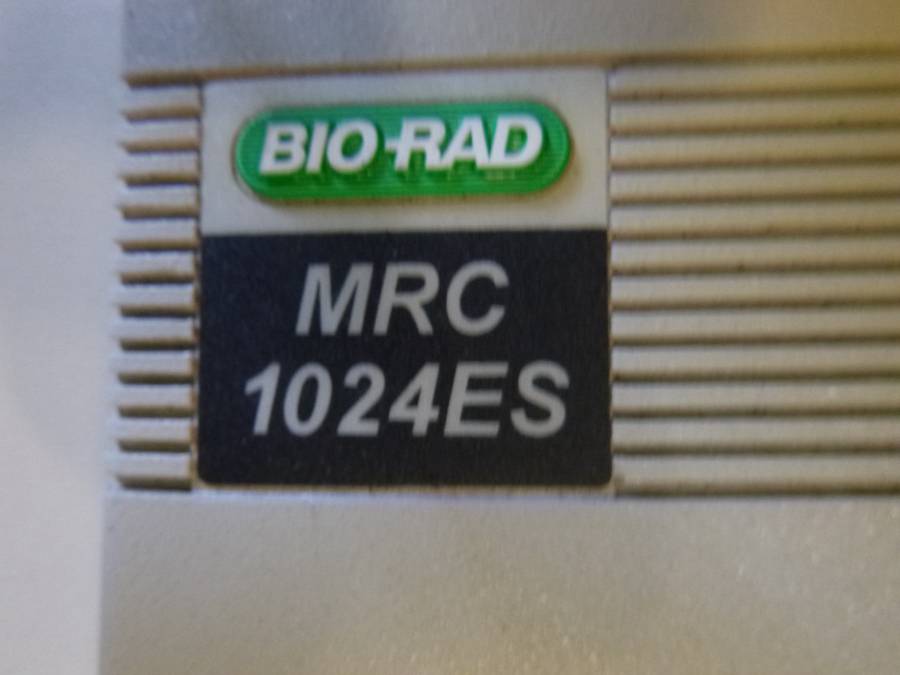 BIO-RAD
MRC
1024ES